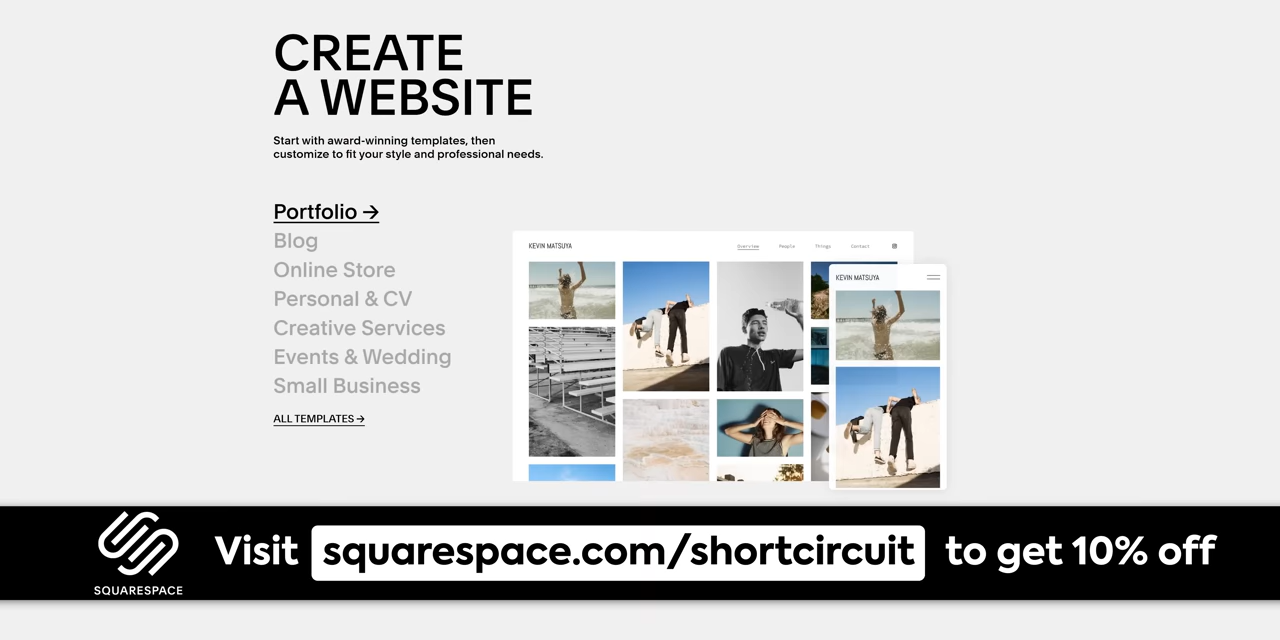 CREATE
A WEBSITE
Start with award-winning templates, then
customize to fit your style and professional needs.
Portfolio →
Blog
Online Store
Personal & CV
Creative Services
Events & Wedding
Small Business
ALL TEMPLATES →
KEVIN MATSUYA
Overview People Things Contact
KEVIN MATSUYA
Visit squarespace.com/shortcircuit to get 10% off
SQUARESPACE